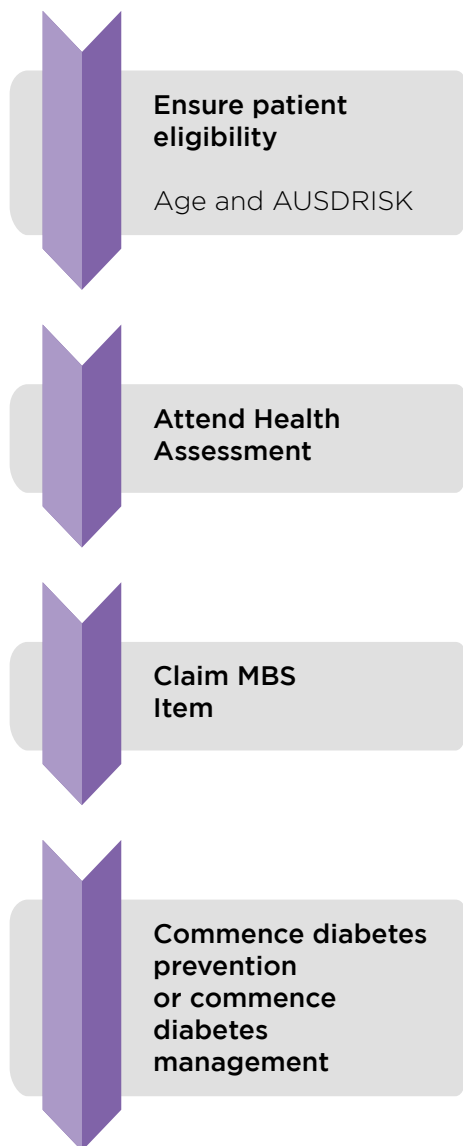 Ensure patient
eligibility
Age and AUSDRISK
Attend Health
Assessment
Claim MBS
Item
Commence diabetes
prevention
or commence
diabetes
management